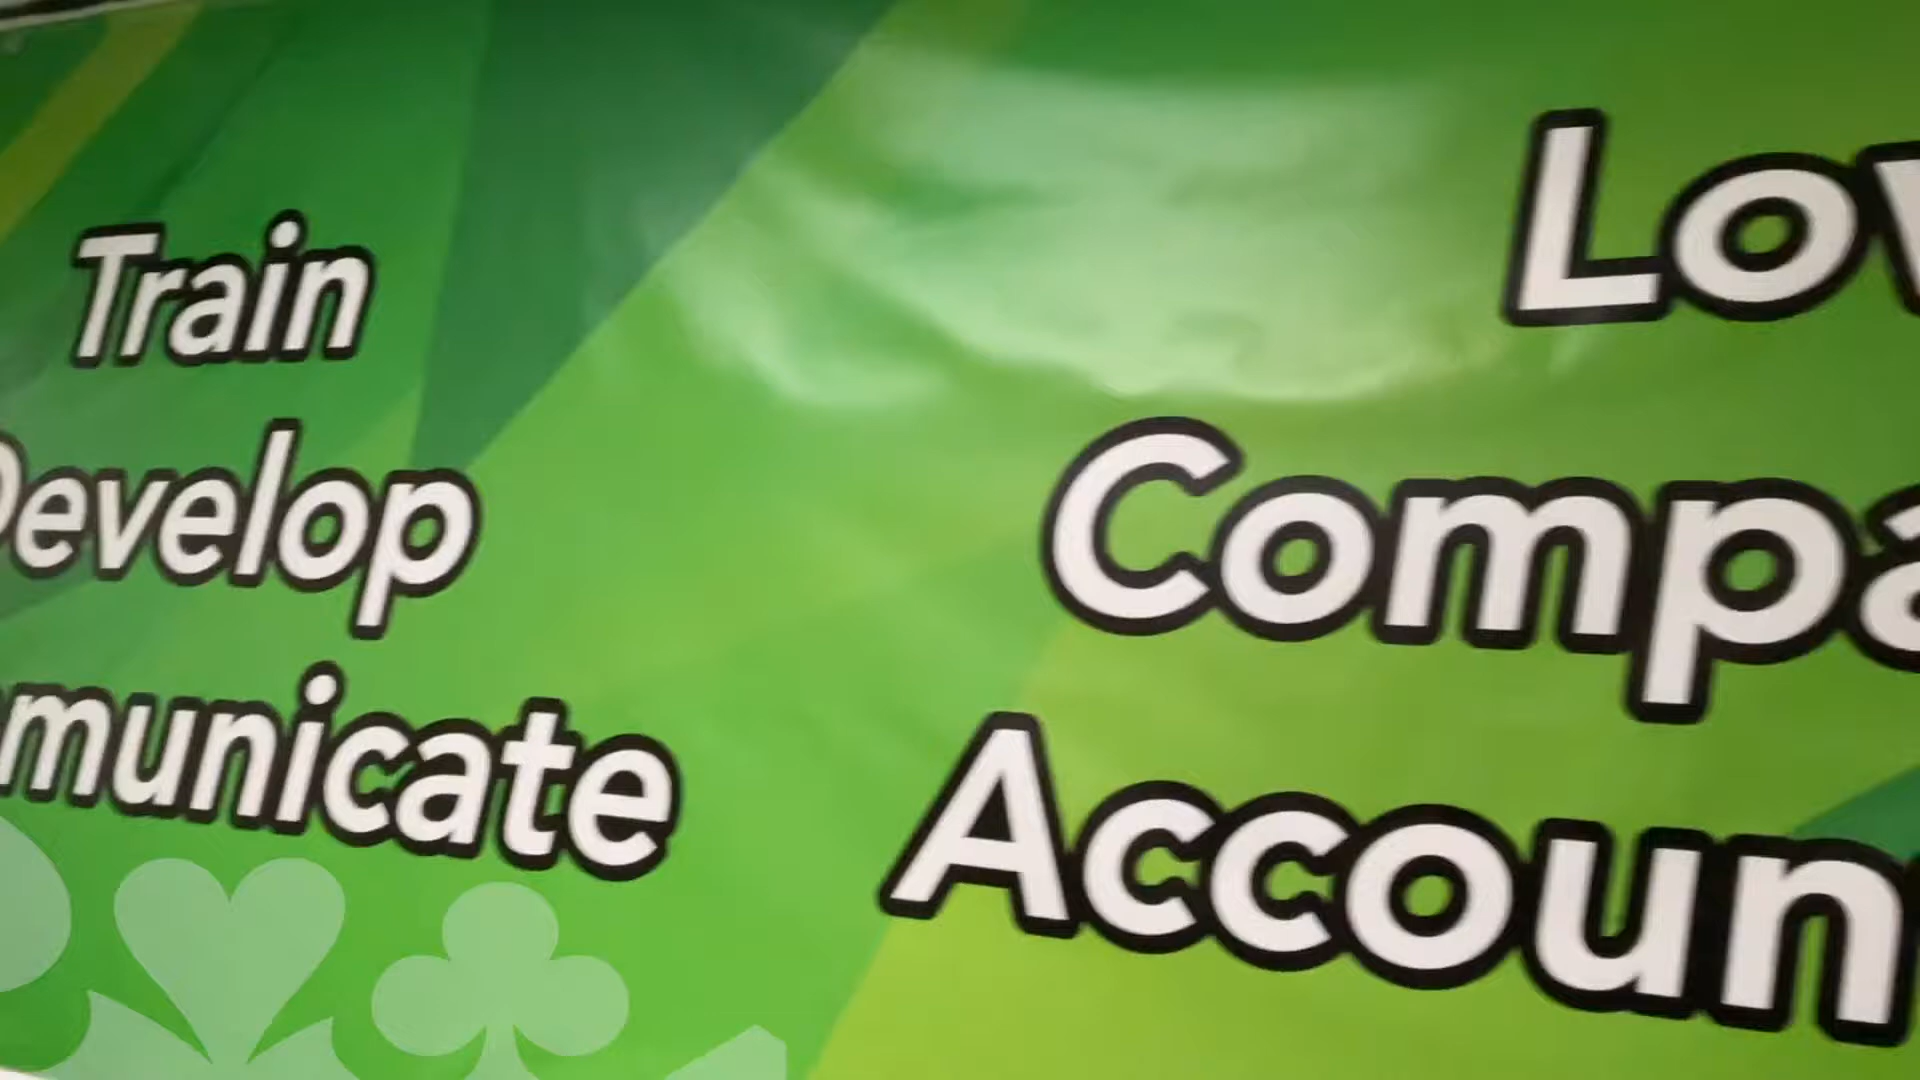 Train
Develop
municate
Lov
Compa
Accoun